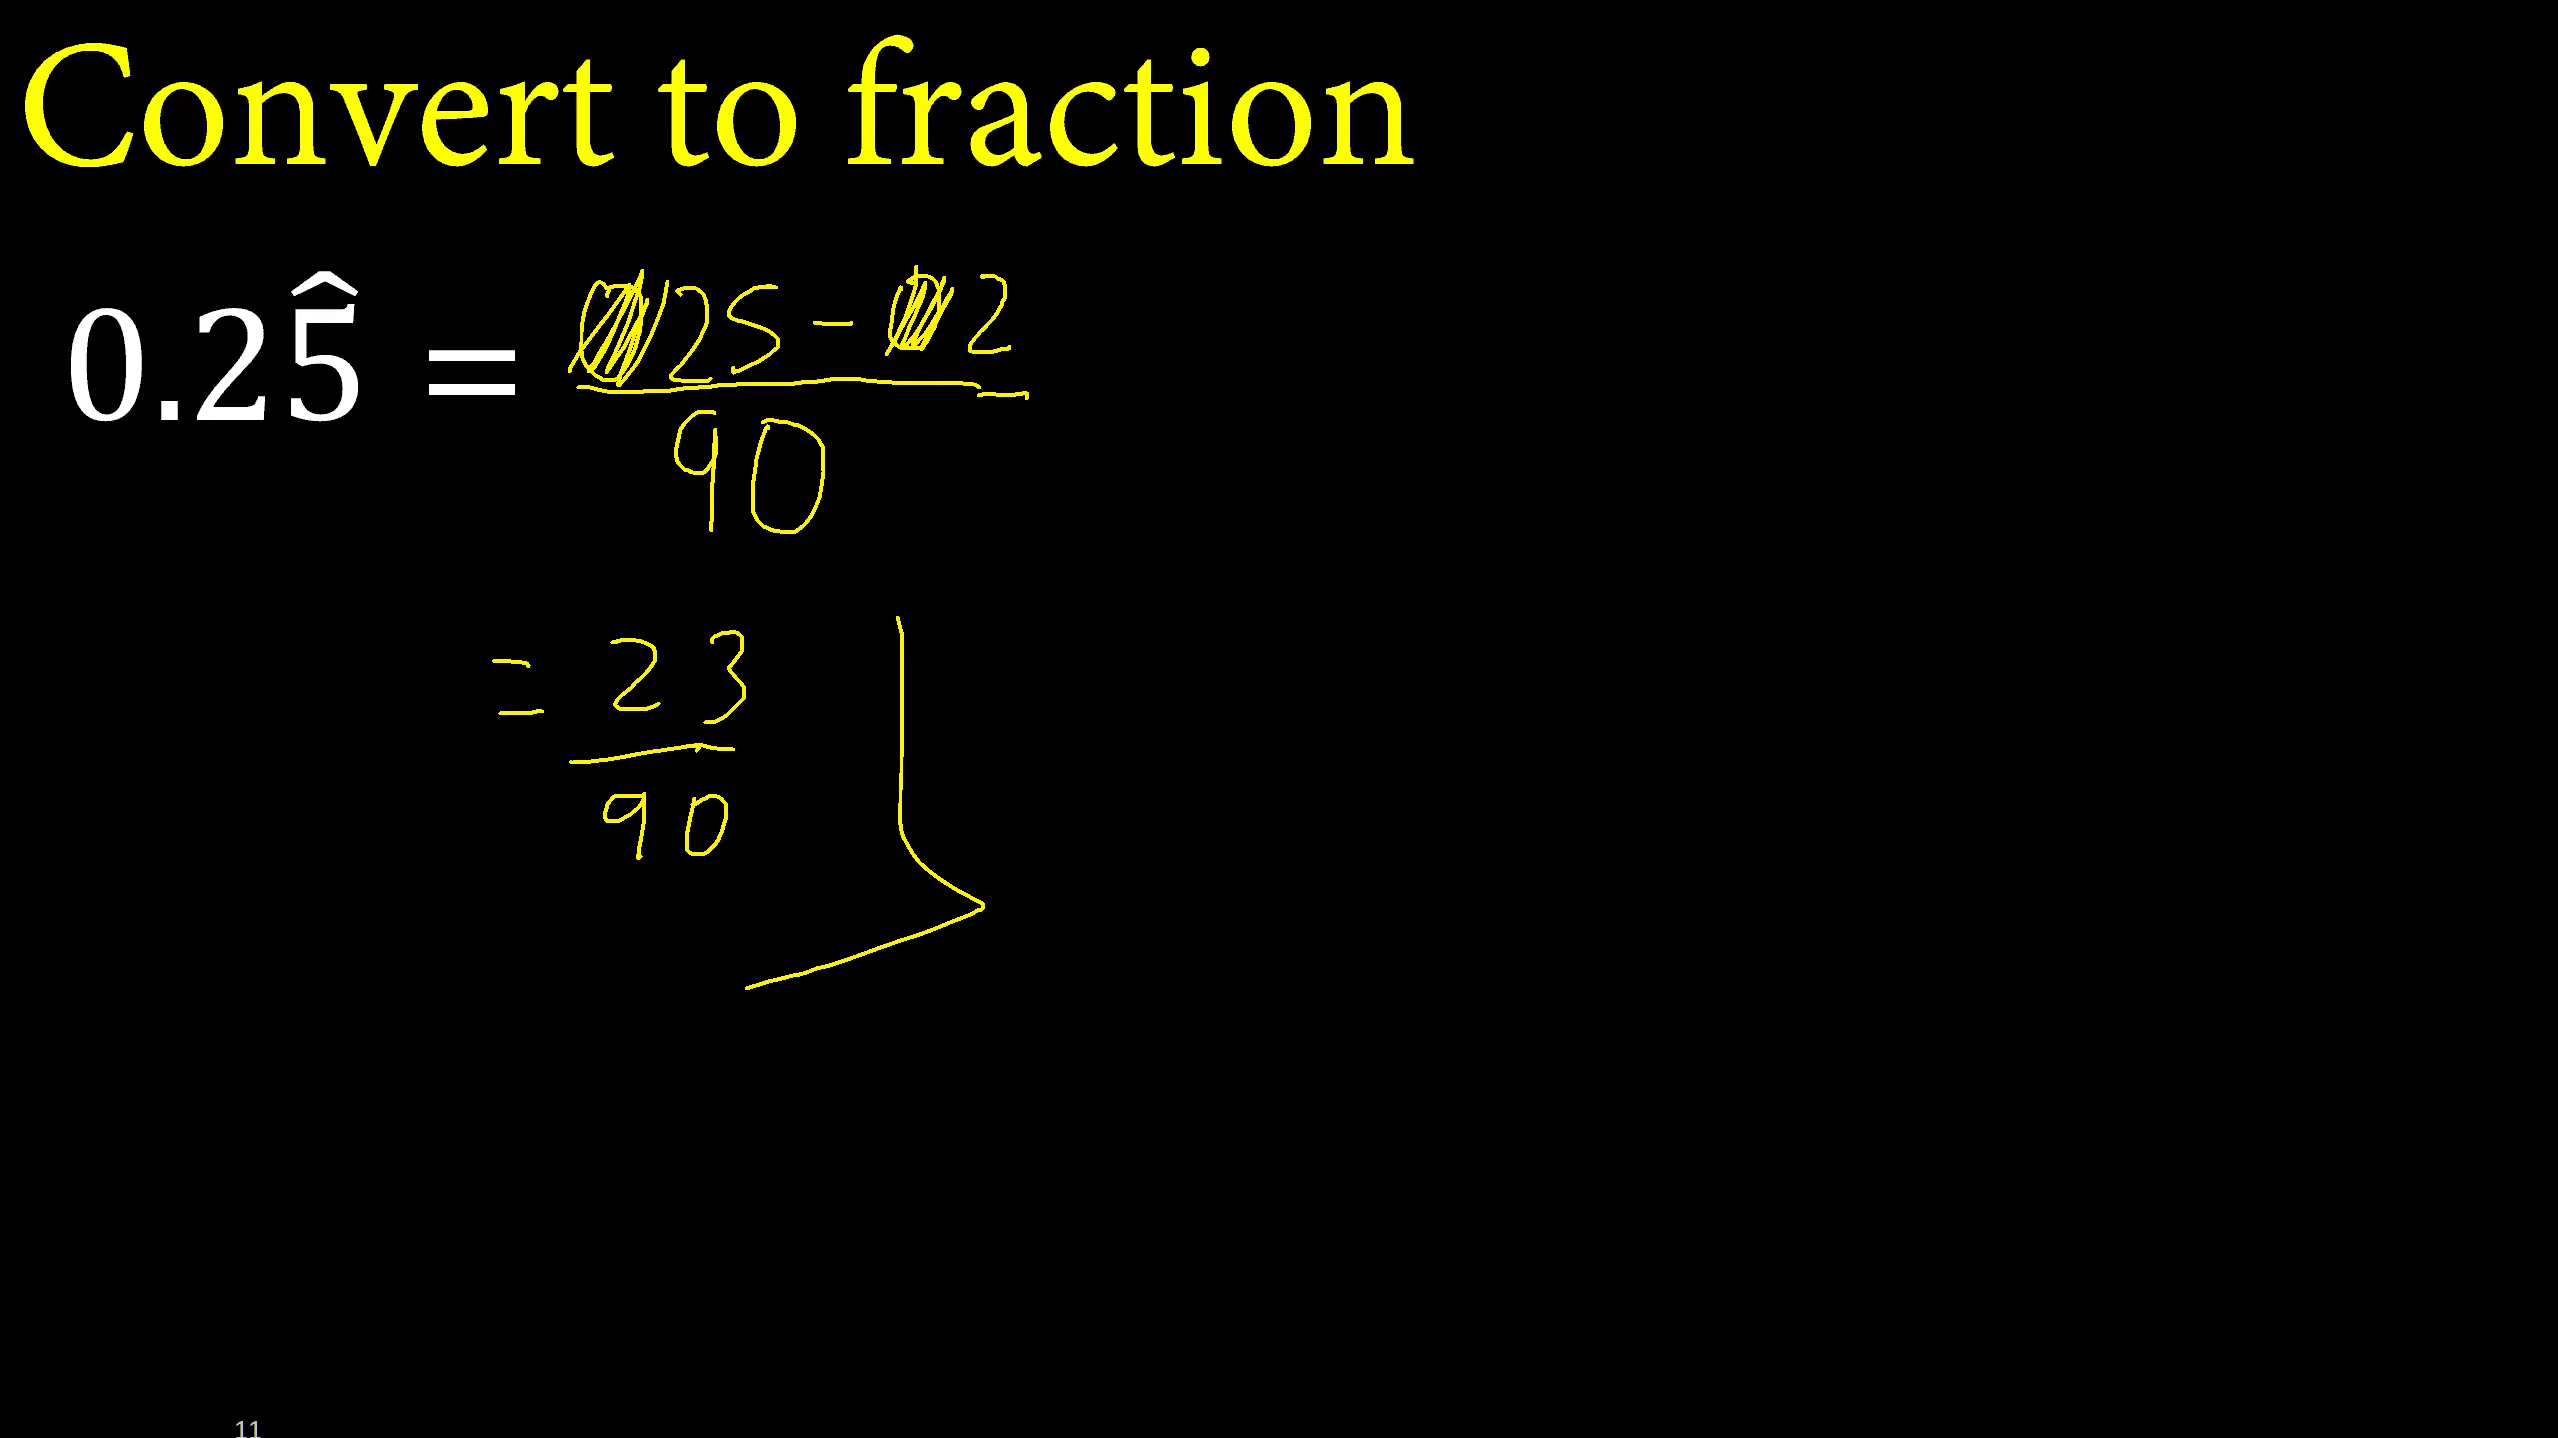 Convert to fraction
0.25̂ = 25 - 2
90
= 23
90
11